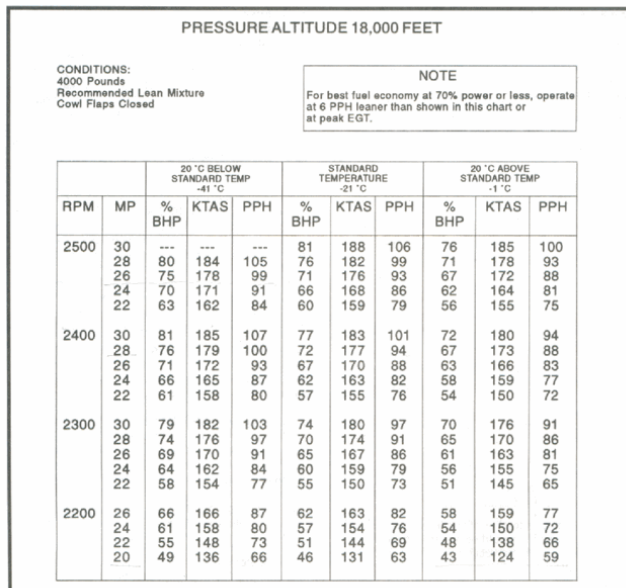 PRESSURE ALTITUDE 18,000 FEET
CONDITIONS:
4000 Pounds
Recommended Lean Mixture
Cowl Flaps Closed
NOTE
For best fuel economy at 70% power or less, operate
at 6 PPH leaner than shown in this chart or
at peak EGT.
20 °C BELOW STANDARD TEMP -41 °C STANDARD TEMPERATURE -21 °C 20 °C ABOVE STANDARD TEMP -1 °C
RPM MP % BHP KTAS PPH % BHP KTAS PPH % BHP KTAS PPH
2500 30 --- --- --- 81 188 106 76 185 100
28 80 184 105 76 182 99 71 178 93
26 75 178 99 71 176 93 67 172 88
24 70 171 91 66 168 86 62 164 81
22 63 162 84 60 159 79 56 155 75
2400 30 81 185 107 77 183 101 72 180 94
28 76 179 100 72 177 94 67 173 88
26 71 172 93 67 170 88 63 166 83
24 66 165 87 62 163 82 58 159 77
22 61 158 80 57 155 76 54 150 72
2300 30 79 182 103 74 180 97 70 176 91
28 74 176 97 70 174 91 65 170 86
26 69 170 91 65 167 86 61 163 81
24 64 162 84 60 159 79 56 155 75
22 58 154 77 55 150 73 51 145 65
2200 26 66 166 87 62 163 82 58 159 77
24 61 158 80 57 154 76 54 150 72
22 55 148 73 51 144 69 48 138 66
20 49 136 66 46 131 63 43 124 59